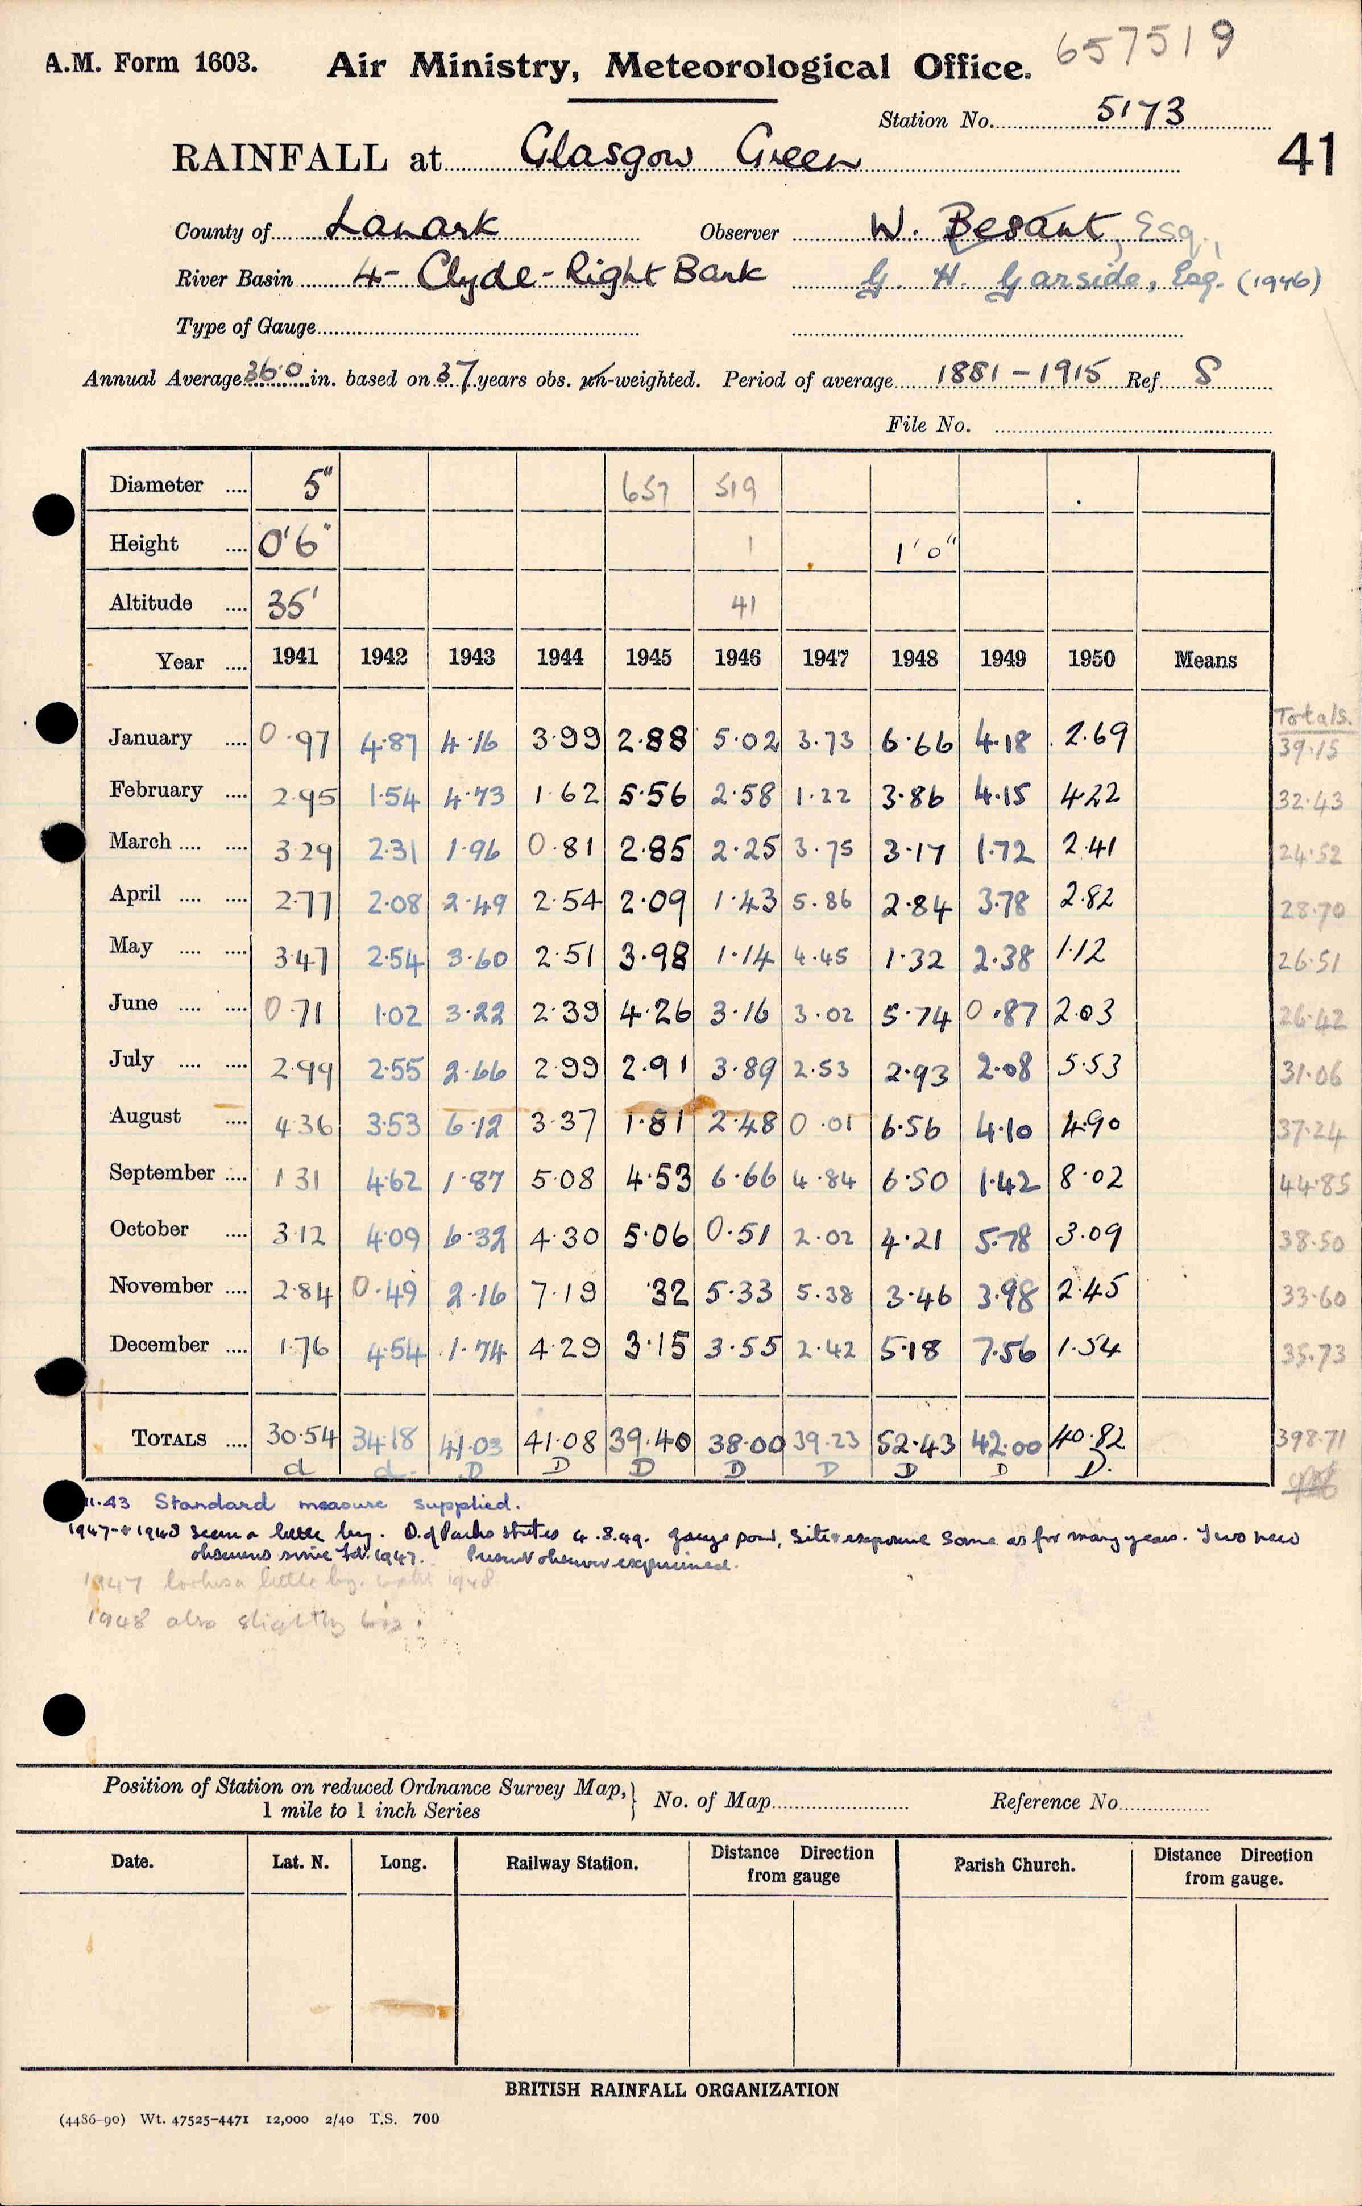 657519
A.M. Form 1603. Air Ministry, Meteorological Office.
Station No. 5173
RAINFALL at Glasgow Green 41
County of Lanark Observer W. Besant, Esq.,
River Basin 4- Clyde-Right Bank G. H. Garside, Esq. (1946)
Type of Gauge
Annual Average 36.0 in. based on 37 years obs. un-weighted. Period of average 1881-1915 Ref S
File No.
Diameter .... 5" 657 519
Height .... 0'6" 1 1'0"
Altitude .... 35' 41
Year .... 1941 1942 1943 1944 1945 1946 1947 1948 1949 1950 Means
Totals.
January .... 0.97 4.87 4.16 3.99 2.88 5.02 3.73 6.66 4.18 2.69 39.15
February .... 2.95 1.54 4.73 1.62 5.56 2.58 1.22 3.86 4.15 4.22 32.43
March .... .... 3.29 2.31 1.96 0.81 2.85 2.25 3.75 3.17 1.72 2.41 24.52
April .... .... 2.77 2.08 2.49 2.54 2.09 1.43 5.86 2.84 3.78 2.82 28.70
May .... .... 3.47 2.54 3.60 2.51 3.98 1.14 4.45 1.32 2.38 1.12 26.51
June .... .... 0.71 1.02 3.22 2.39 4.26 3.16 3.02 5.74 0.87 2.03 26.42
July .... .... 2.99 2.55 2.66 2.99 2.91 3.89 2.53 2.93 2.08 5.53 31.06
August .... 4.36 3.53 6.12 3.37 1.81 2.48 0.01 6.56 4.10 4.90 37.24
September .... 1.31 4.62 1.87 5.08 4.53 6.66 4.84 6.50 1.42 8.02 44.85
October .... 3.12 4.09 6.32 4.30 5.06 0.51 2.02 4.21 5.78 3.09 38.50
November .... 2.84 0.49 2.16 7.19 .32 5.33 5.38 3.46 3.98 2.45 33.60
December .... 1.76 4.54 1.74 4.29 3.15 3.55 2.42 5.18 7.56 1.54 35.73
TOTALS .... 30.54 34.18 41.03 41.08 39.40 38.00 39.23 52.43 42.00 40.82 398.71
d d. D D D D D D D D.
11.43 Standard measure supplied.
1947 + 1948 seem a little big. D. of Parks states 4.8.49. gauge good, site & exposure same as for many years. Two new
observers since Feb. 1947. Present observer experienced.
1947 looks a little big. 1948
1948 also slightly big.
Position of Station on reduced Ordnance Survey Map, } No. of Map Reference No.
1 mile to 1 inch Series
Date. Lat. N. Long. Railway Station. Distance Direction from gauge Parish Church. Distance Direction from gauge.
BRITISH RAINFALL ORGANIZATION
(4486-90) Wt. 47525-4471 12,000 2/40 T.S. 700